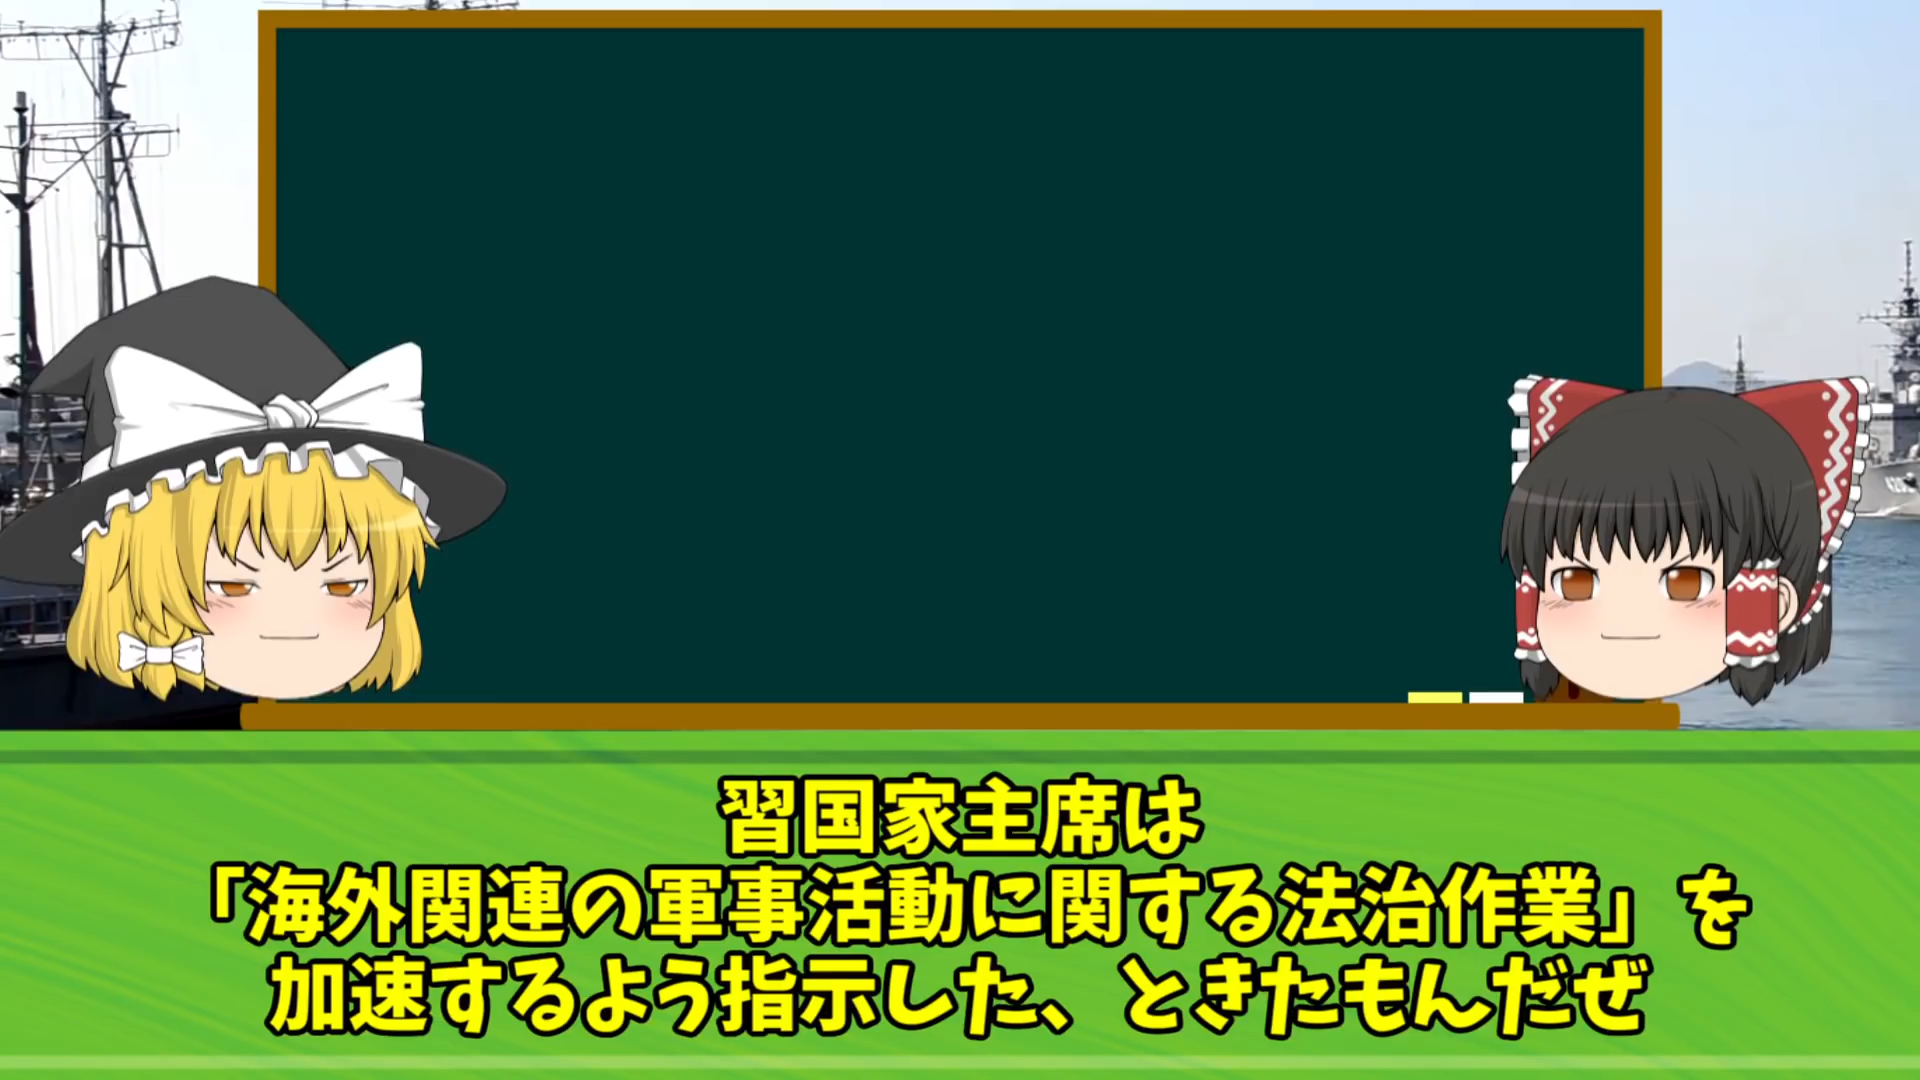 習国家主席は
「海外関連の軍事活動に関する法治作業」を
加速するよう指示した、ときたもんだぜ